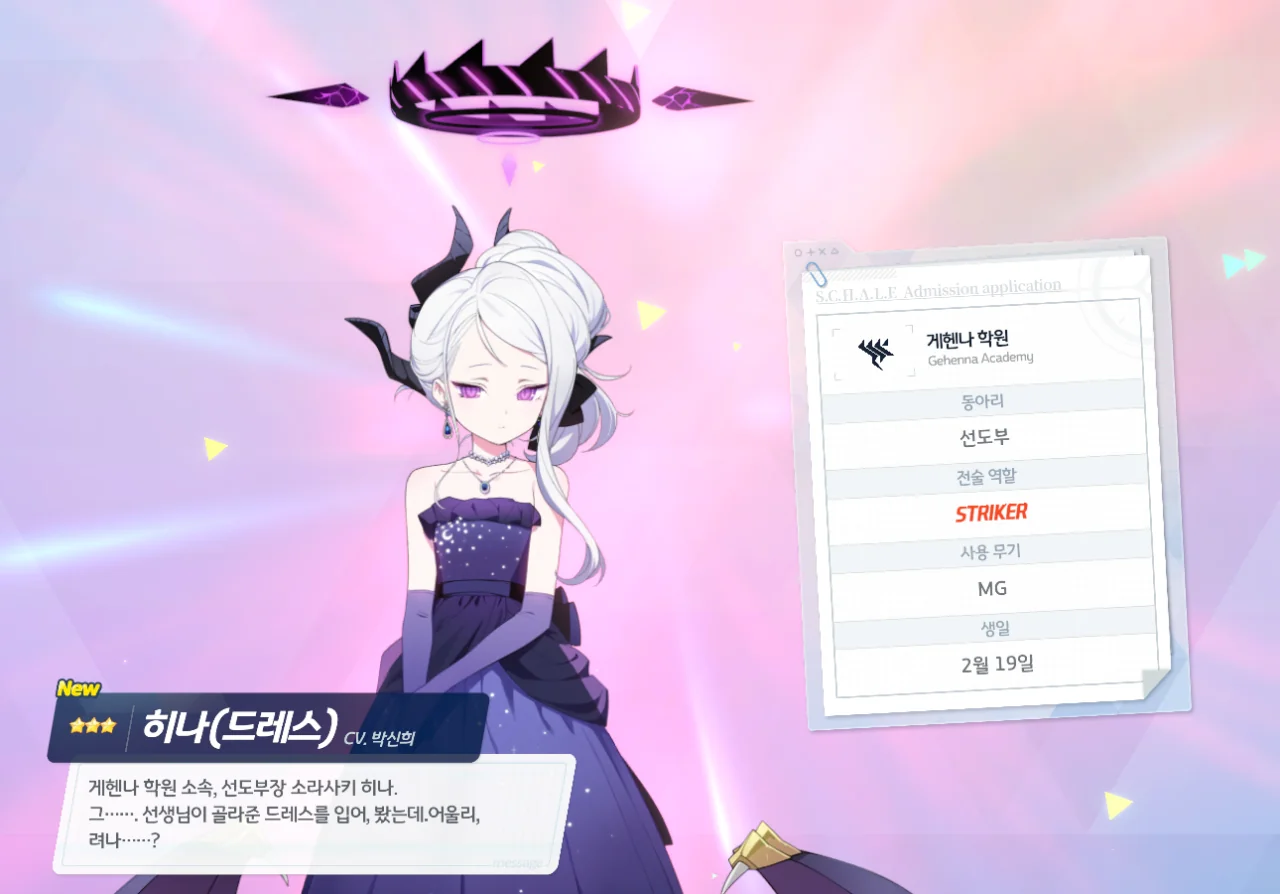 S.C.H.A.L.E Admission application
게헨나 학원
Gehenna Academy
동아리
선도부
전술 역할
STRIKER
사용 무기
MG
생일
2월 19일
New
히나(드레스) CV. 박신희
게헨나 학원 소속, 선도부장 소라사키 히나.
그……. 선생님이 골라준 드레스를 입어, 봤는데.어울리,
려나……?
message